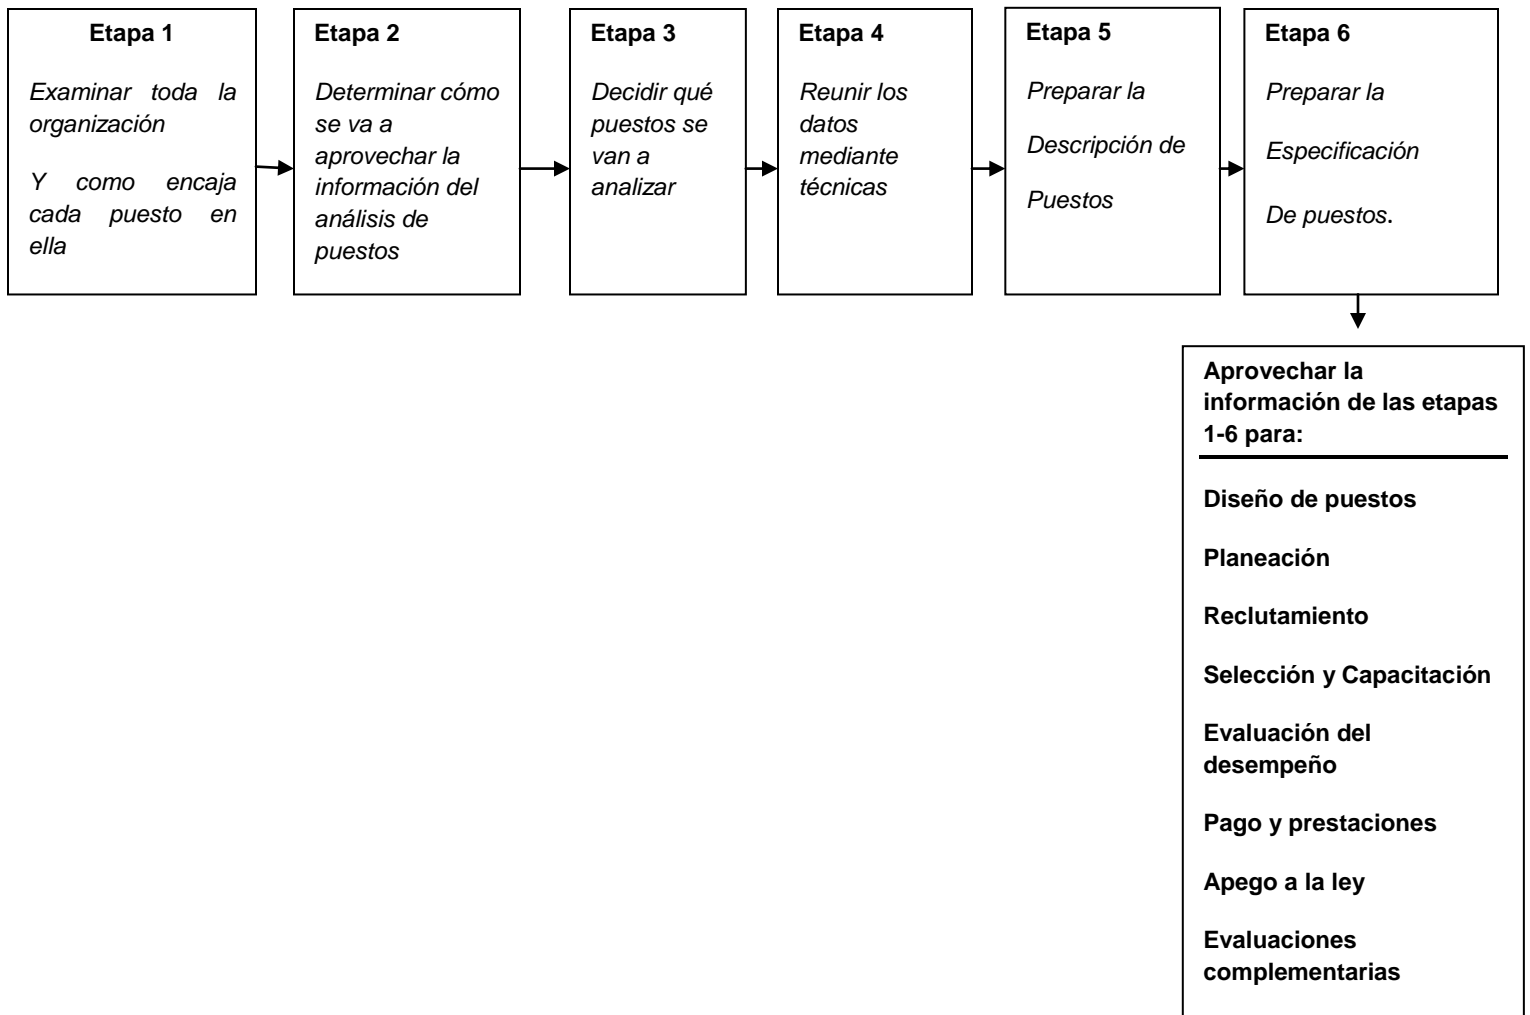 Etapa 1
Examinar toda la
organización
Y como encaja
cada puesto en
ella
Etapa 2
Determinar cómo
se va a
aprovechar la
información del
análisis de
puestos
Etapa 3
Decidir qué
puestos se
van a
analizar
Etapa 4
Reunir los
datos
mediante
técnicas
Etapa 5
Preparar la
Descripción de
Puestos
Etapa 6
Preparar la
Especificación
De puestos.
Aprovechar la
información de las etapas
1-6 para:
Diseño de puestos
Planeación
Reclutamiento
Selección y Capacitación
Evaluación del
desempeño
Pago y prestaciones
Apego a la ley
Evaluaciones
complementarias